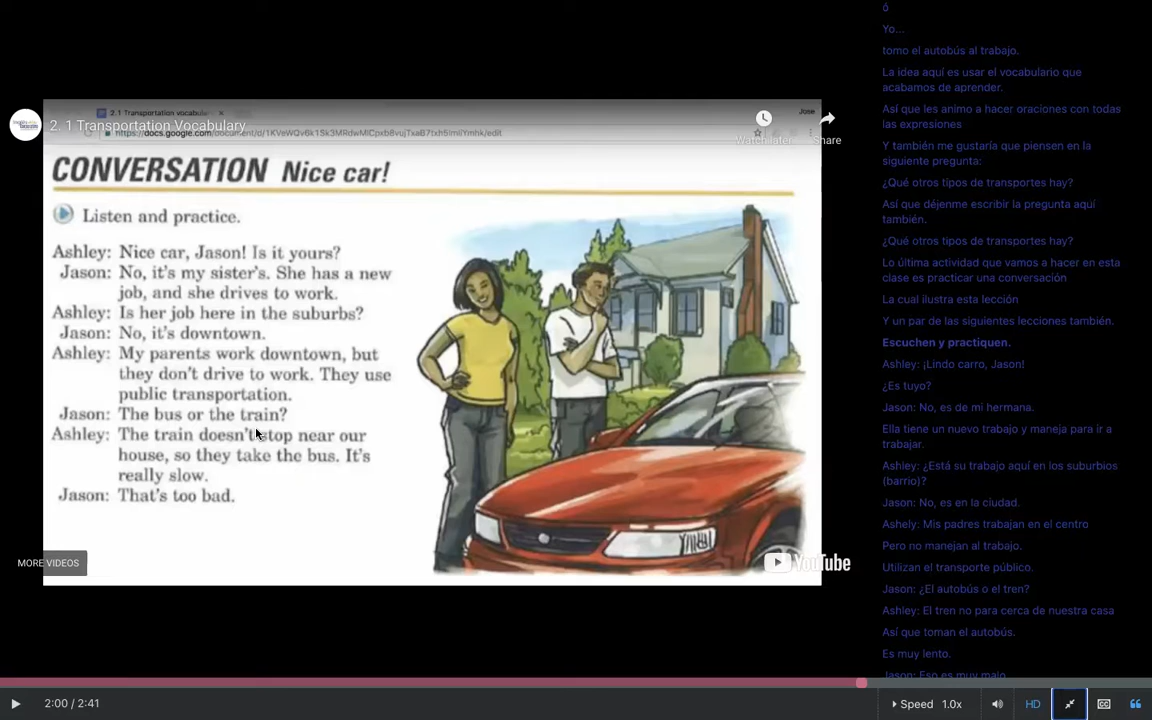 2.1 Transportation vocabula
Jose
2. 1 Transportation Vocabulary
Watch later
Share
CONVERSATION Nice car!
Listen and practice.
Ashley: Nice car, Jason! Is it yours?
Jason: No, it's my sister's. She has a new
job, and she drives to work.
Ashley: Is her job here in the suburbs?
Jason: No, it's downtown.
Ashley: My parents work downtown, but
they don't drive to work. They use
public transportation.
Jason: The bus or the train?
Ashley: The train doesn't stop near our
house, so they take the bus. It's
really slow.
Jason: That's too bad.
MORE VIDEOS
YouTube
2:00 / 2:41
ó
Yo...
tomo el autobús al trabajo.
La idea aquí es usar el vocabulario que
acabamos de aprender.
Así que les animo a hacer oraciones con todas
las expresiones
Y también me gustaría que piensen en la
siguiente pregunta:
¿Qué otros tipos de transportes hay?
Así que déjenme escribir la pregunta aquí
también.
¿Qué otros tipos de transportes hay?
Lo última actividad que vamos a hacer en esta
clase es practicar una conversación
La cual ilustra esta lección
Y un par de las siguientes lecciones también.
Escuchen y practiquen.
Ashley: ¡Lindo carro, Jason!
¿Es tuyo?
Jason: No, es de mi hermana.
Ella tiene un nuevo trabajo y maneja para ir a
trabajar.
Ashley: ¿Está su trabajo aquí en los suburbios
(barrio)?
Jason: No, es en la ciudad.
Ashely: Mis padres trabajan en el centro
Pero no manejan al trabajo.
Utilizan el transporte público.
Jason: ¿El autobús o el tren?
Ashley: El tren no para cerca de nuestra casa
Así que toman el autobús.
Es muy lento.
Jason: Eso es muy malo
Speed 1.0x
HD